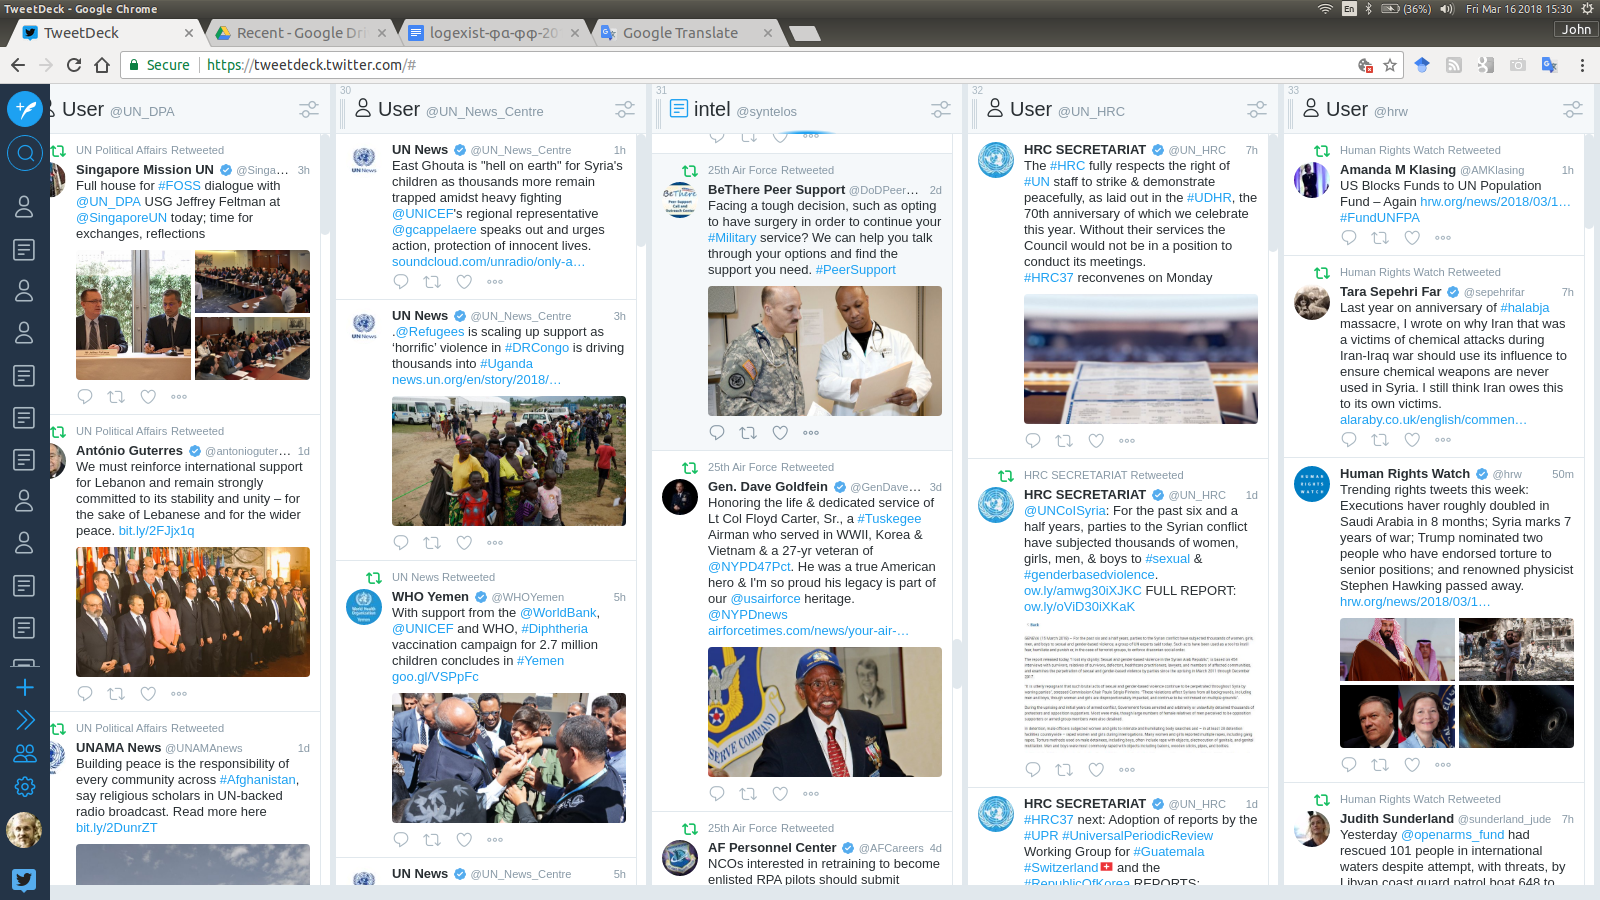 TweetDeck - Google Chrome
En
(36%)
Fri Mar 16 2018 15:30
TweetDeck
Recent - Google Dri
logexist-φα-φφ-20
Google Translate
John
Secure
https://tweetdeck.twitter.com/#
User @UN_DPA
UN Political Affairs Retweeted
Singapore Mission UN @Singa... 3h
Full house for #FOSS dialogue with
@UN_DPA USG Jeffrey Feltman at
@SingaporeUN today; time for
exchanges, reflections
UN Political Affairs Retweeted
António Guterres @antonioguter... 1d
We must reinforce international support
for Lebanon and remain strongly
committed to its stability and unity – for
the sake of Lebanese and for the wider
peace. bit.ly/2FJjx1q
UN Political Affairs Retweeted
UNAMA News @UNAMAnews 1d
Building peace is the responsibility of
every community across #Afghanistan,
say religious scholars in UN-backed
radio broadcast. Read more here
bit.ly/2DunrZT
30
User @UN_News_Centre
UN News @UN_News_Centre 1h
East Ghouta is "hell on earth" for Syria's
children as thousands more remain
trapped amidst heavy fighting
@UNICEF's regional representative
@gcappelaere speaks out and urges
action, protection of innocent lives.
soundcloud.com/unradio/only-a…
UN News @UN_News_Centre 3h
.@Refugees is scaling up support as
‘horrific’ violence in #DRCongo is driving
thousands into #Uganda
news.un.org/en/story/2018/…
UN News Retweeted
WHO Yemen @WHOYemen 5h
With support from the @WorldBank,
@UNICEF and WHO, #Diphtheria
vaccination campaign for 2.7 million
children concludes in #Yemen
goo.gl/VSPpFc
UN News @UN_News_Centre 5h
31
intel @syntelos
25th Air Force Retweeted
BeThere Peer Support @DoDPeer... 2d
Facing a tough decision, such as opting
to have surgery in order to continue your
#Military service? We can help you talk
through your options and find the
support you need. #PeerSupport
25th Air Force Retweeted
Gen. Dave Goldfein @GenDave... 3d
Honoring the life & dedicated service of
Lt Col Floyd Carter, Sr., a #Tuskegee
Airman who served in WWII, Korea &
Vietnam & a 27-yr veteran of
@NYPD47Pct. He was a true American
hero & I'm so proud his legacy is part of
our @usairforce heritage.
@NYPDnews
airforcetimes.com/news/your-air-…
25th Air Force Retweeted
AF Personnel Center @AFCareers 4d
NCOs interested in retraining to become
enlisted RPA pilots should submit
32
User @UN_HRC
HRC SECRETARIAT @UN_HRC 7h
The #HRC fully respects the right of
#UN staff to strike & demonstrate
peacefully, as laid out in the #UDHR, the
70th anniversary of which we celebrate
this year. Without their services the
Council would not be in a position to
conduct its meetings.
#HRC37 reconvenes on Monday
HRC SECRETARIAT Retweeted
HRC SECRETARIAT @UN_HRC 1d
@UNCoISyria: For the past six and a
half years, parties to the Syrian conflict
have subjected thousands of women,
girls, men, & boys to #sexual &
#genderbasedviolence.
ow.ly/amwg30iXJKC FULL REPORT:
ow.ly/oViD30iXKaK
HRC SECRETARIAT @UN_HRC 1d
#HRC37 next: Adoption of reports by the
#UPR #UniversalPeriodicReview
Working Group for #Guatemala
#Switzerland and the
#RepublicOfKorea REPORTS:
33
User @hrw
Human Rights Watch Retweeted
Amanda M Klasing @AMKlasing 1h
US Blocks Funds to UN Population
Fund – Again hrw.org/news/2018/03/1…
#FundUNFPA
Human Rights Watch Retweeted
Tara Sepehri Far @sepehrifar 7h
Last year on anniversary of #halabja
massacre, I wrote on why Iran that was
a victims of chemical attacks during
Iran-Iraq war should use its influence to
ensure chemical weapons are never
used in Syria. I still think Iran owes this
to its own victims.
alaraby.co.uk/english/commen…
Human Rights Watch @hrw 50m
Trending rights tweets this week:
Executions haver roughly doubled in
Saudi Arabia in 8 months; Syria marks 7
years of war; Trump nominated two
people who have endorsed torture to
senior positions; and renowned physicist
Stephen Hawking passed away.
hrw.org/news/2018/03/1…
Human Rights Watch Retweeted
Judith Sunderland @sunderland_jude 7h
Yesterday @openarms_fund had
rescued 101 people in international
waters despite attempt, with threats, by
Libyan coast guard patrol boat 648 to